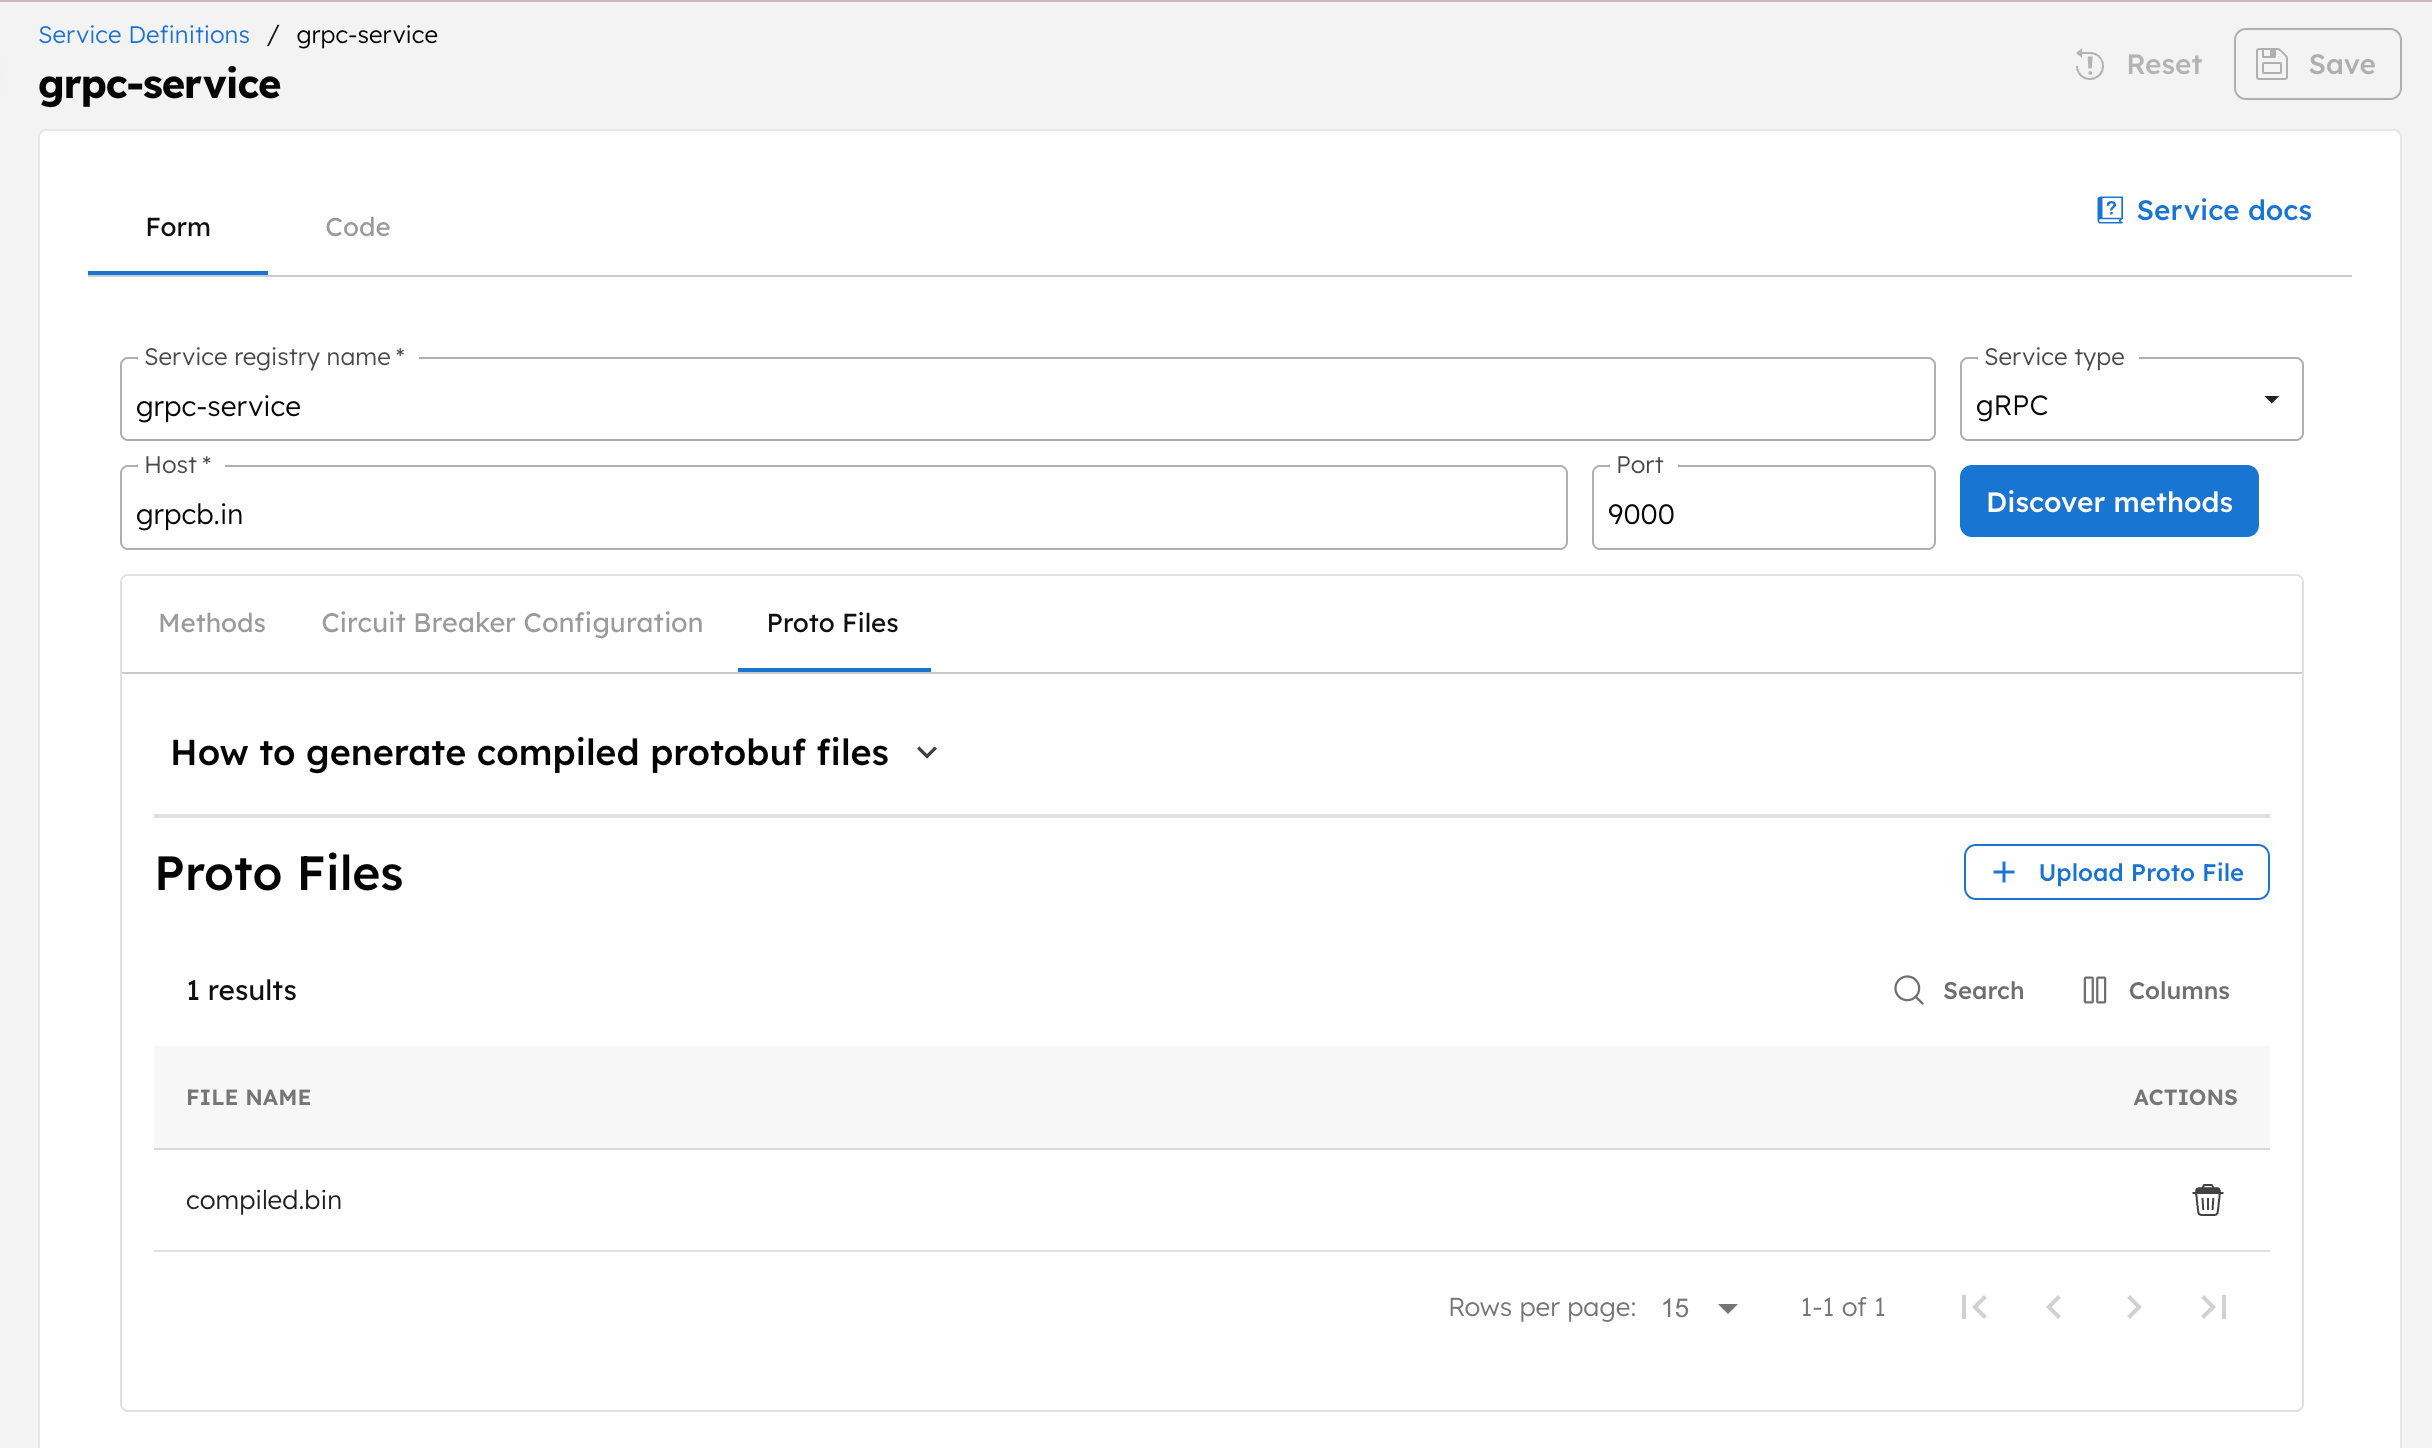 Service Definitions / grpc-service
grpc-service
Reset
Save
Form
Code
Service docs
Service registry name *
grpc-service
Service type
gRPC
Host *
grpcb.in
Port
9000
Discover methods
Methods
Circuit Breaker Configuration
Proto Files
How to generate compiled protobuf files
Proto Files
+ Upload Proto File
1 results
Search
Columns
FILE NAME
ACTIONS
compiled.bin
Rows per page: 15
1-1 of 1